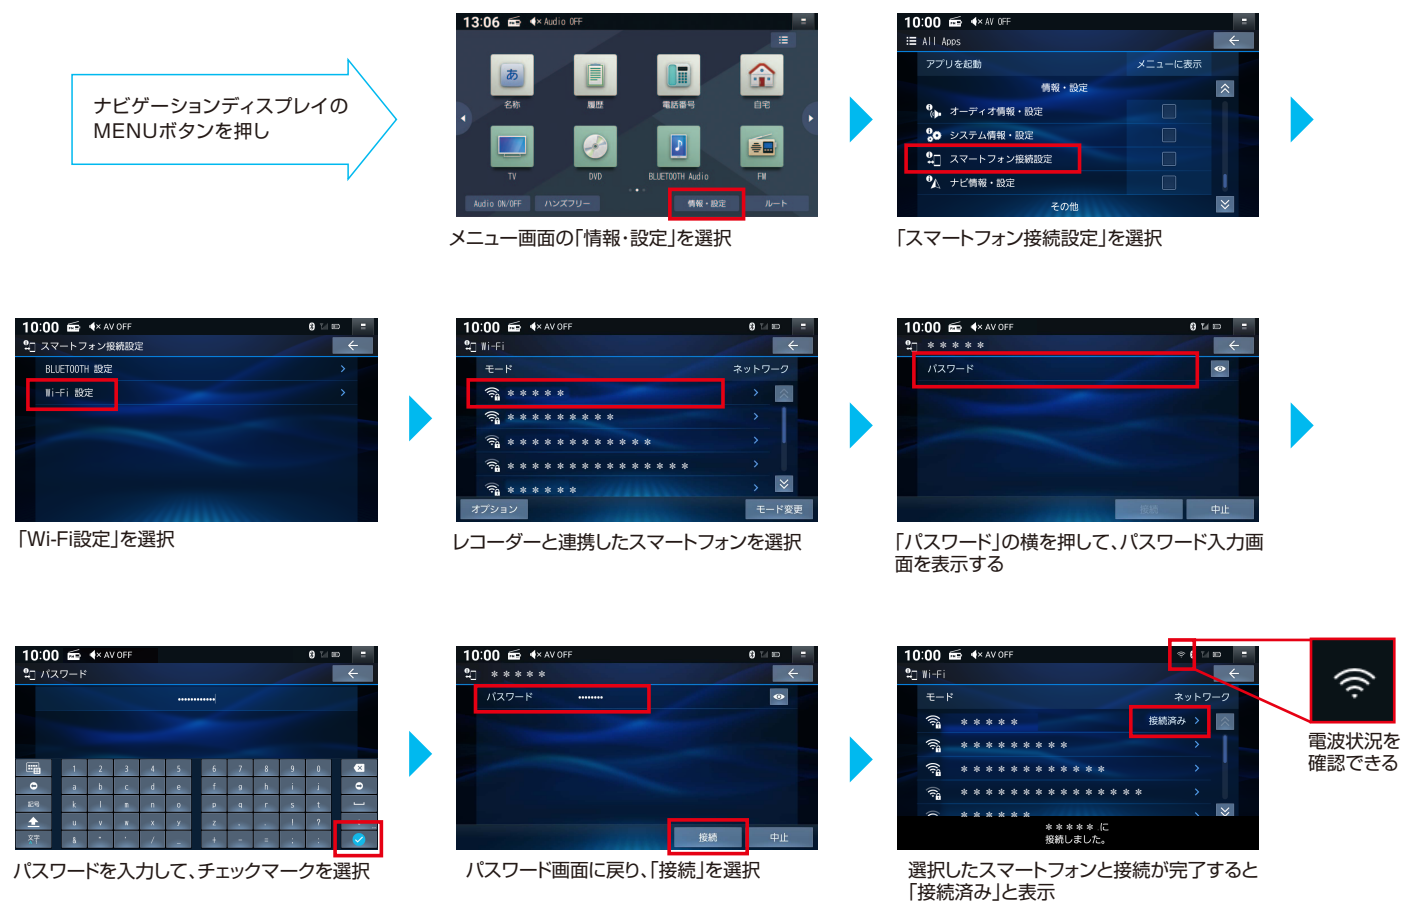 ナビゲーションディスプレイの
MENUボタンを押し
13:06 Audio OFF
あ
名称 履歴 電話番号 自宅
TV DVD BLUETOOTH Audio FM
Audio ON/OFF ハンズフリー 情報・設定 ルート
メニュー画面の｢情報・設定｣を選択
10:00 AV OFF
All Apps
アプリを起動 メニューに表示
情報・設定
オーディオ情報・設定
システム情報・設定
スマートフォン接続設定
ナビ情報・設定
その他
｢スマートフォン接続設定｣を選択
10:00 AV OFF
スマートフォン接続設定
BLUETOOTH 設定
Wi-Fi 設定
｢Wi-Fi設定｣を選択
10:00 AV OFF
Wi-Fi
モード ネットワーク
＊＊＊＊＊
＊＊＊＊＊＊＊＊＊
＊＊＊＊＊＊＊＊＊＊＊＊
＊＊＊＊＊＊＊＊＊＊＊＊＊＊＊
＊＊＊＊＊＊
オプション モード変更
レコーダーと連携したスマートフォンを選択
10:00 AV OFF
＊＊＊＊＊
パスワード
接続 中止
｢パスワード｣の横を押して、パスワード入力画
面を表示する
10:00 AV OFF
パスワード
••••••••••••
1 2 3 4 5 6 7 8 9 0
a b c d e f g h i j
記号 k l m n o p q r s t
u v w x y z . , ! ?
文字 &
パスワードを入力して、チェックマークを選択
10:00 AV OFF
＊＊＊＊＊
パスワード ••••••••
接続 中止
パスワード画面に戻り、｢接続｣を選択
10:00 AV OFF
Wi-Fi
モード ネットワーク
＊＊＊＊＊ 接続済み
＊＊＊＊＊＊＊＊＊
＊＊＊＊＊＊＊＊＊＊＊＊
＊＊＊＊＊＊＊＊＊＊＊＊＊＊＊
＊＊＊＊＊＊
＊＊＊＊＊ に
接続しました。
選択したスマートフォンと接続が完了すると
｢接続済み｣と表示
電波状況を
確認できる